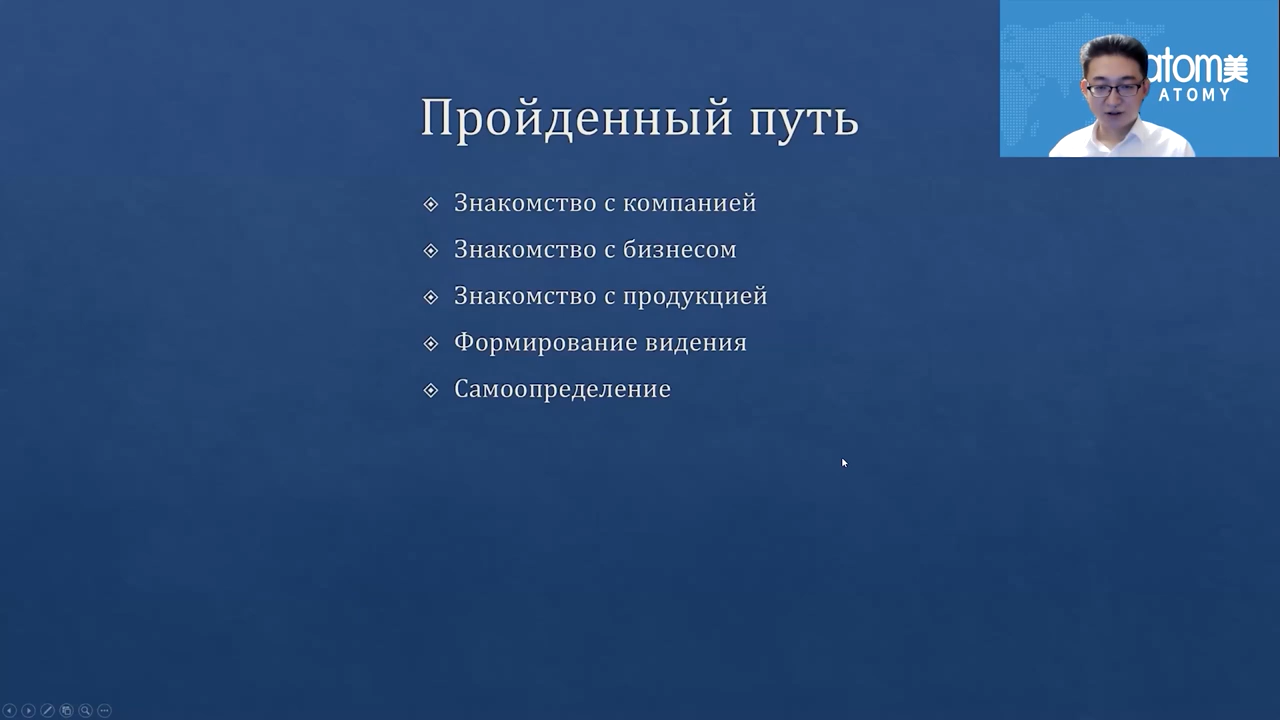 Пройденный путь
Знакомство с компанией
Знакомство с бизнесом
Знакомство с продукцией
Формирование видения
Самоопределение
atom美
ATOMY